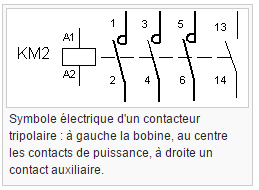 1 3 5 13
A1
KM2
A2
2 4 6 14
Symbole électrique d'un contacteur
tripolaire : à gauche la bobine, au centre
les contacts de puissance, à droite un
contact auxiliaire.